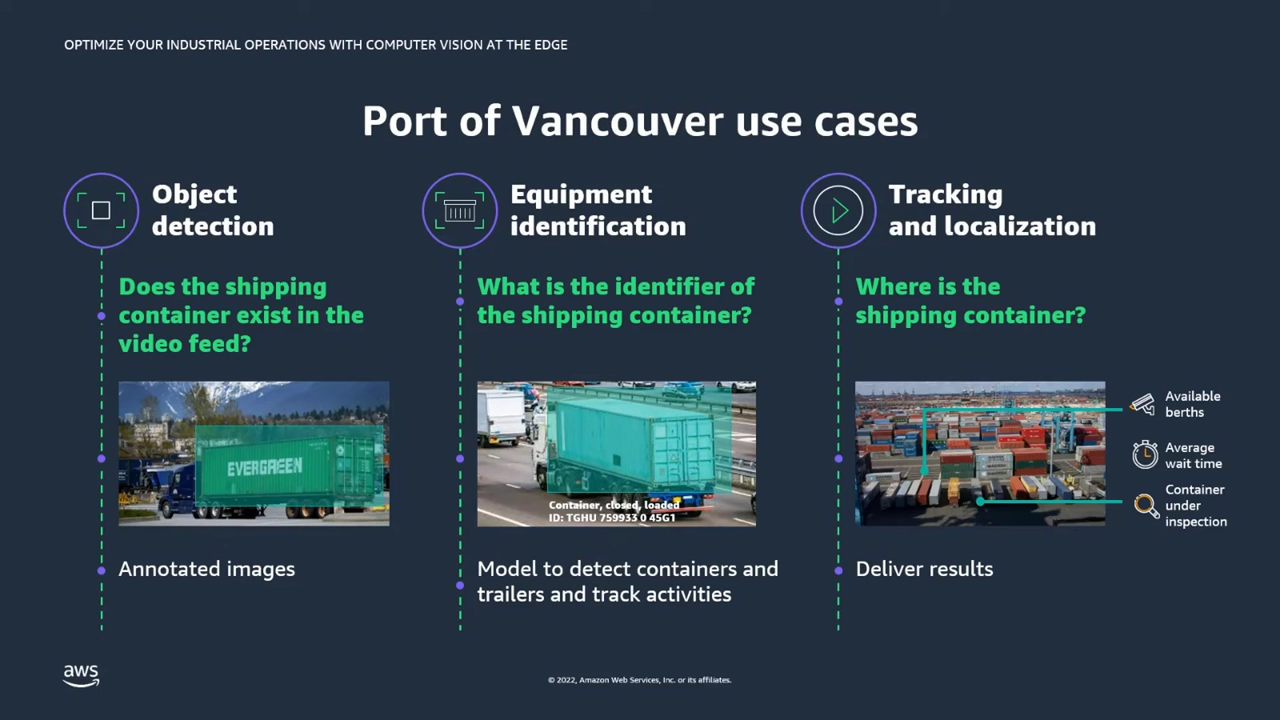 OPTIMIZE YOUR INDUSTRIAL OPERATIONS WITH COMPUTER VISION AT THE EDGE
Port of Vancouver use cases
Object
detection
Does the shipping
container exist in the
video feed?
EVERGREEN
Annotated images
Equipment
identification
What is the identifier of
the shipping container?
Container, closed, loaded
ID: TGHU 759933 0 45G1
Model to detect containers and
trailers and track activities
Tracking
and localization
Where is the
shipping container?
Available
berths
Average
wait time
Container
under
inspection
Deliver results
aws
© 2022, Amazon Web Services, Inc. or its affiliates.